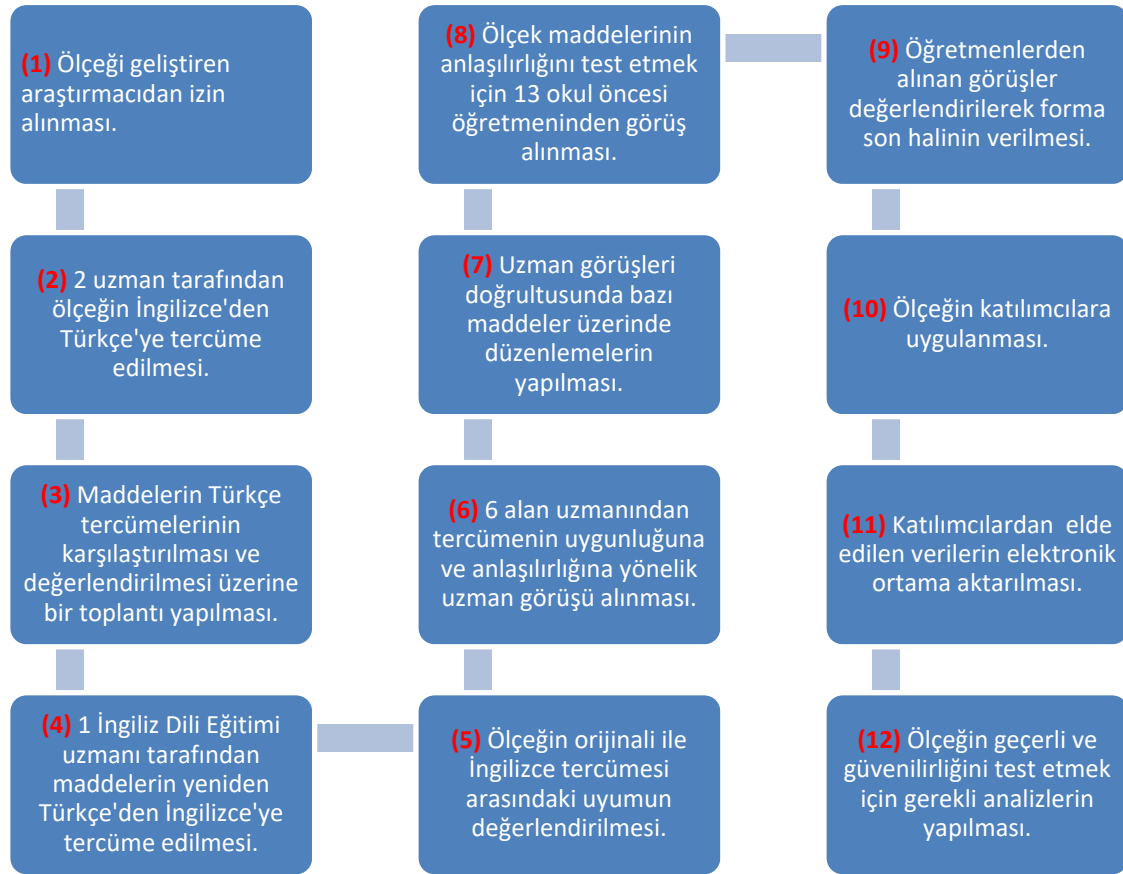 (1) Ölçeği geliştiren
araştırmacıdan izin
alınması.
(2) 2 uzman tarafından
ölçeğin İngilizce'den
Türkçe'ye tercüme
edilmesi.
(3) Maddelerin Türkçe
tercümelerinin
karşılaştırılması ve
değerlendirilmesi üzerine
bir toplantı yapılması.
(4) 1 İngiliz Dili Eğitimi
uzmanı tarafından
maddelerin yeniden
Türkçe'den İngilizce'ye
tercüme edilmesi.
(5) Ölçeğin orijinali ile
İngilizce tercümesi
arasındaki uyumun
değerlendirilmesi.
(6) 6 alan uzmanından
tercümenin uygunluğuna
ve anlaşılırlığına yönelik
uzman görüşü alınması.
(7) Uzman görüşleri
doğrultusunda bazı
maddeler üzerinde
düzenlemelerin
yapılması.
(8) Ölçek maddelerinin
anlaşılırlığını test etmek
için 13 okul öncesi
öğretmeninden görüş
alınması.
(9) Öğretmenlerden
alınan görüşler
değerlendirilerek forma
son halinin verilmesi.
(10) Ölçeğin katılımcılara
uygulanması.
(11) Katılımcılardan elde
edilen verilerin elektronik
ortama aktarılması.
(12) Ölçeğin geçerli ve
güvenilirliğini test etmek
için gerekli analizlerin
yapılması.